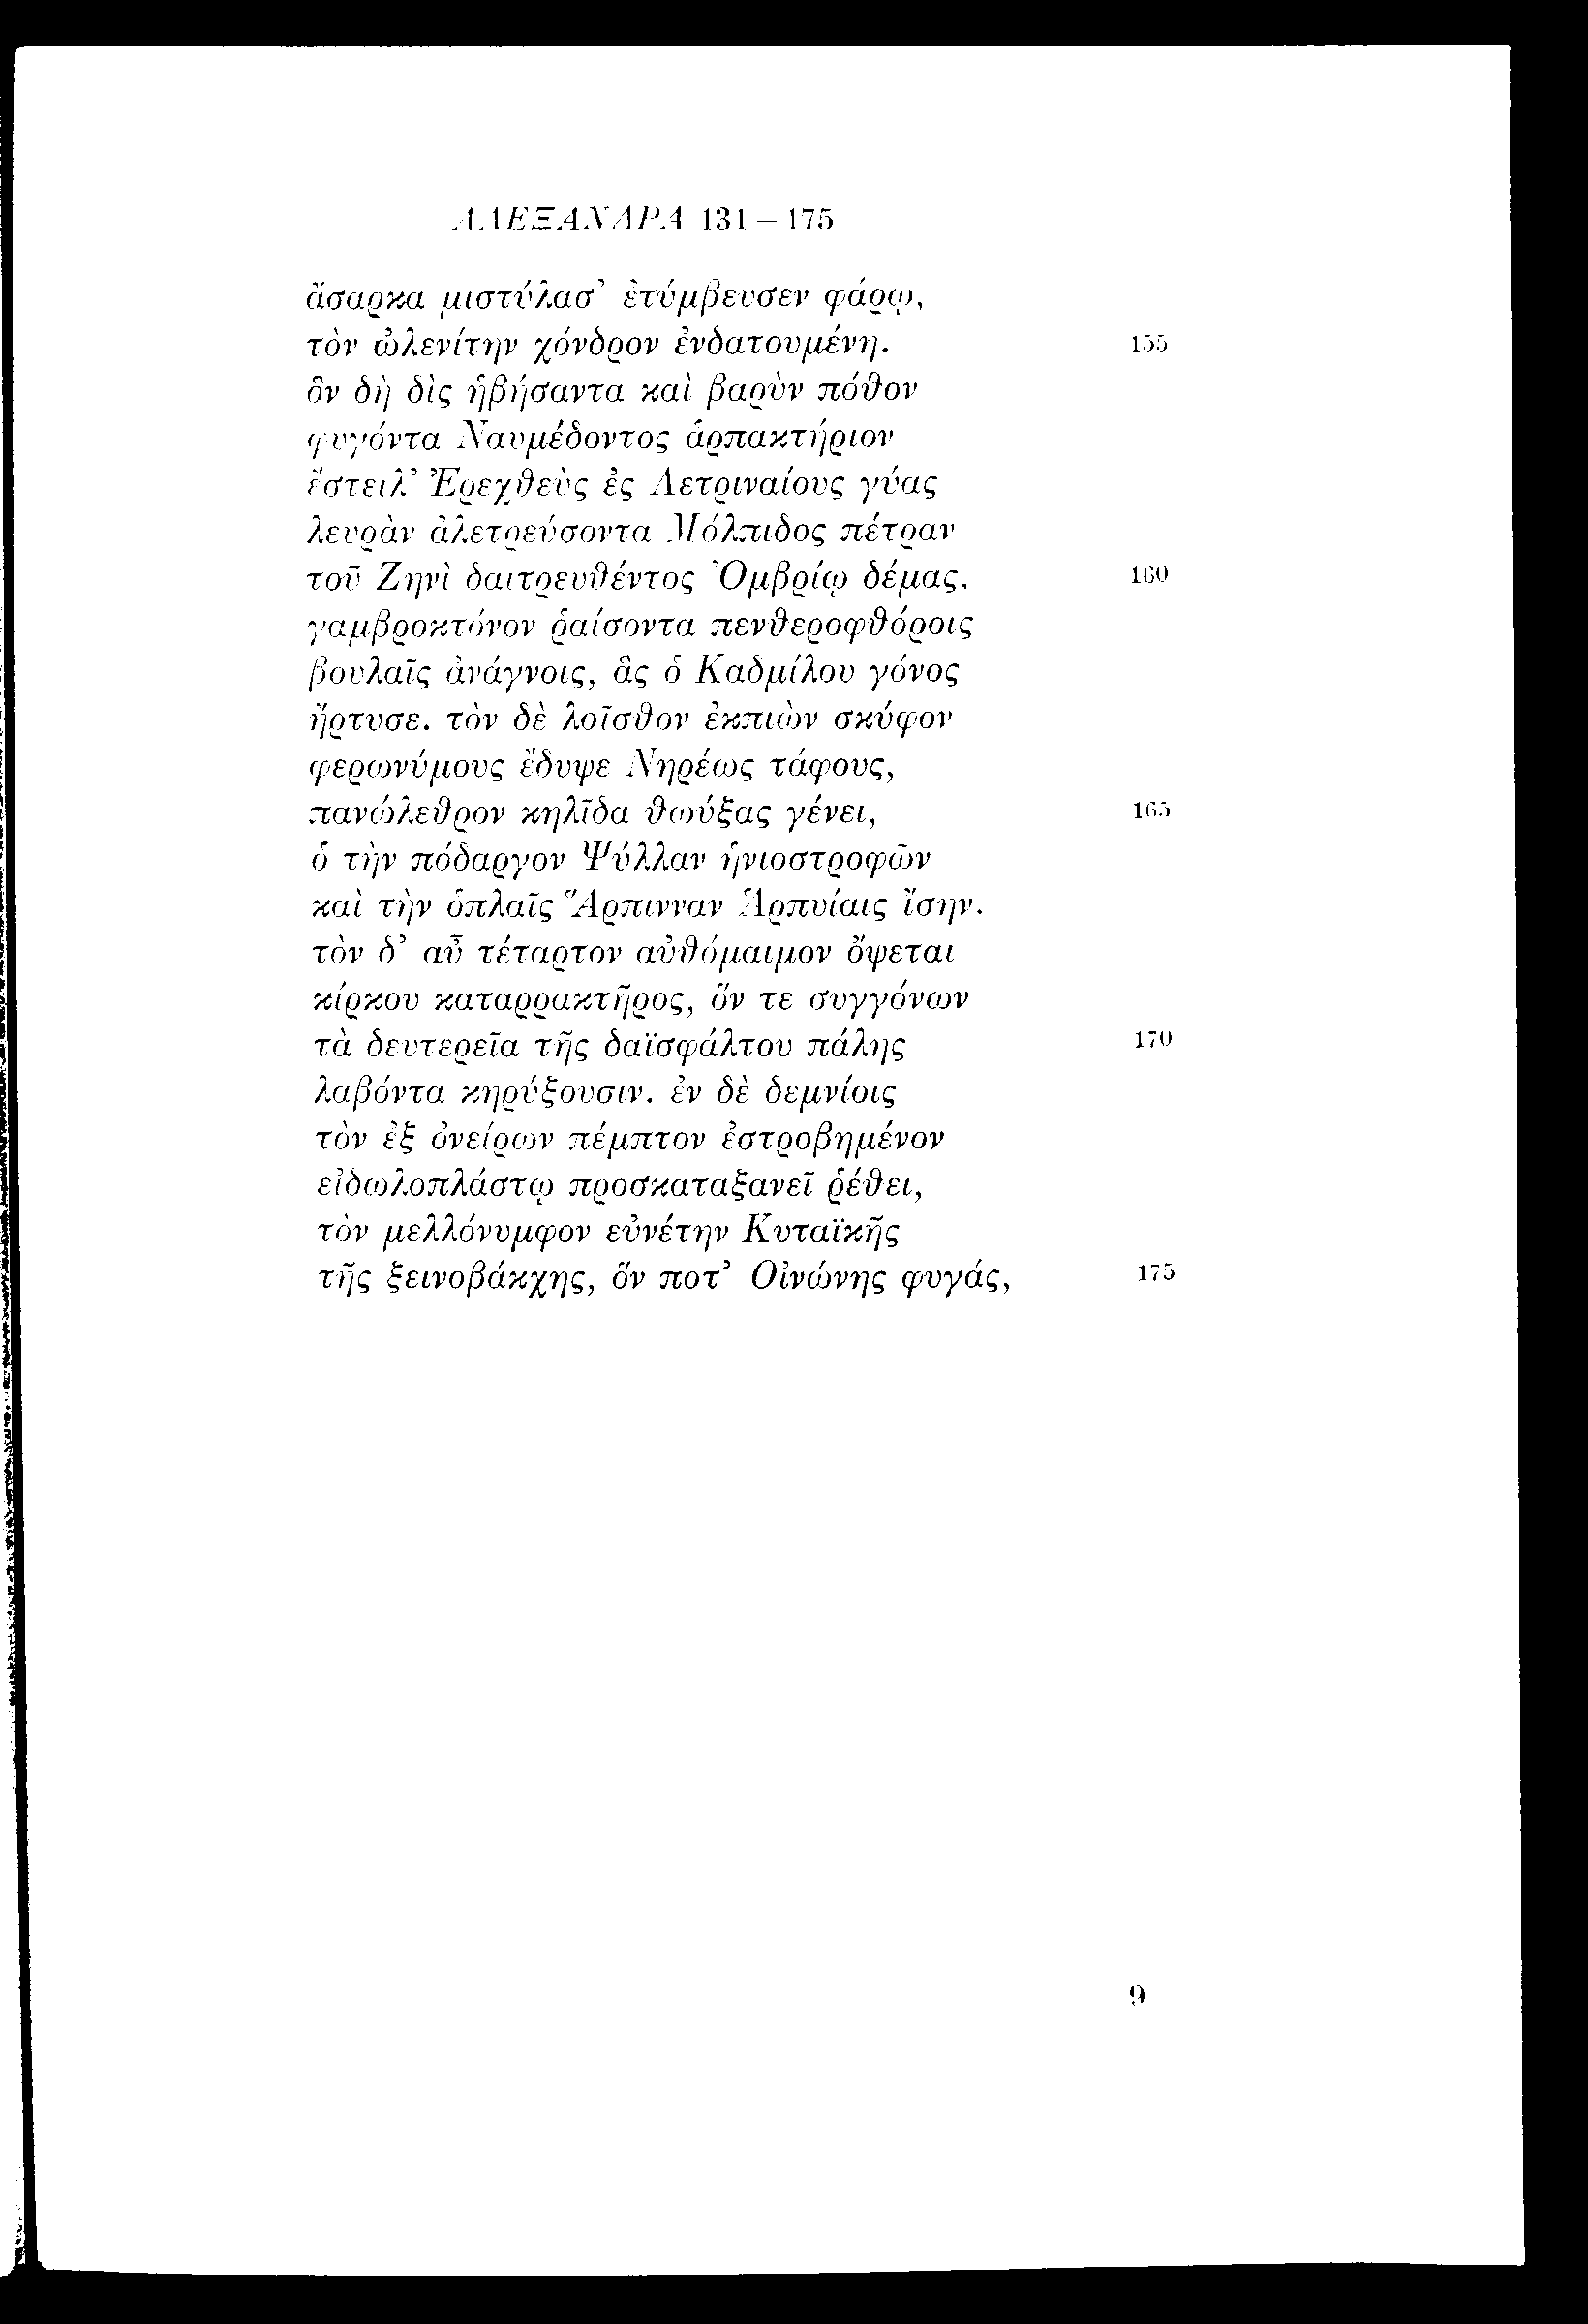 ΑΛΕΞΑΝΔΡΑ 131 – 175
ἄσαρκα μιστύλασ’ ἐτύμβευσεν φάρῳ,
τὸν ὠλενίτην χόνδρον ἐνδατουμένη. 155
ὃν δὴ δὶς ἡβήσαντα καὶ βαρὺν πόθον
φυγόντα Ναυμέδοντος ἁρπακτήριον
ἔστειλ’ Ἐρεχθεὺς ἐς Λετριναίους γύας
λευρὰν ἀλετρεύσοντα Μόλπιδος πέτραν
τοῦ Ζηνὶ δαιτρευθέντος Ὀμβρίῳ δέμας, 160
γαμβροκτόνον ῥαίσοντα πενθεροφθόροις
βουλαῖς ἀνάγνοις, ἃς ὁ Καδμίλου γόνος
ἤρτυσε. τὸν δὲ λοῖσθον ἐκπιὼν σκύφον
φερωνύμους ἔδυψε Νηρέως τάφους,
πανώλεθρον κηλῖδα θωύξας γένει, 165
ὁ τὴν πόδαργον Ψύλλαν ἡνιοστροφῶν
καὶ τὴν ὁπλαῖς Ἅρπινναν Ἁρπυίαις ἴσην.
τὸν δ’ αὖ τέταρτον αὐθόμαιμον ὄψεται
κίρκου καταρρακτῆρος, ὅν τε συγγόνων
τὰ δευτερεῖα τῆς δαϊσφάλτου πάλης 170
λαβόντα κηρύξουσιν. ἐν δὲ δεμνίοις
τὸν ἐξ ὀνείρων πέμπτον ἐστροβημένον
εἰδωλοπλάστῳ προσκαταξανεῖ ῥέθει,
τὸν μελλόνυμφον εὐνέτην Κυταϊκῆς
τῆς ξεινοβάκχης, ὅν ποτ’ Οἰνώνης φυγάς, 175
9